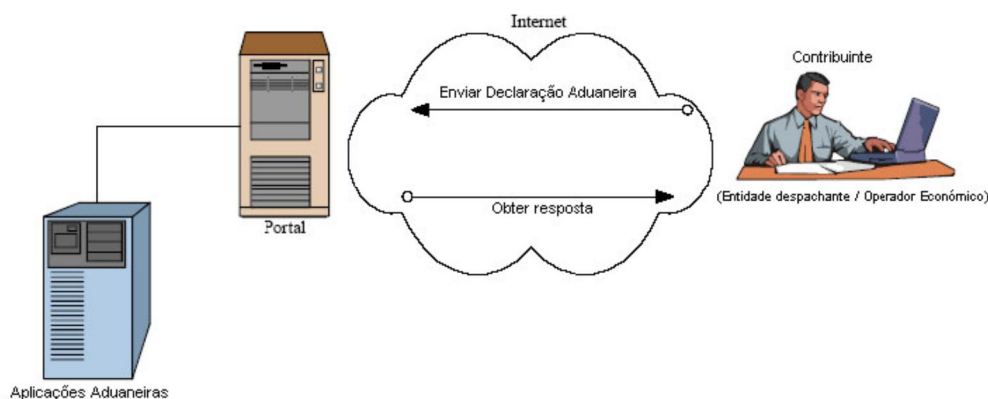 Internet
Contribuinte
Enviar Declaração Aduaneira
(Entidade despachante / Operador Económico)
Obter resposta
Portal
Aplicações Aduaneiras